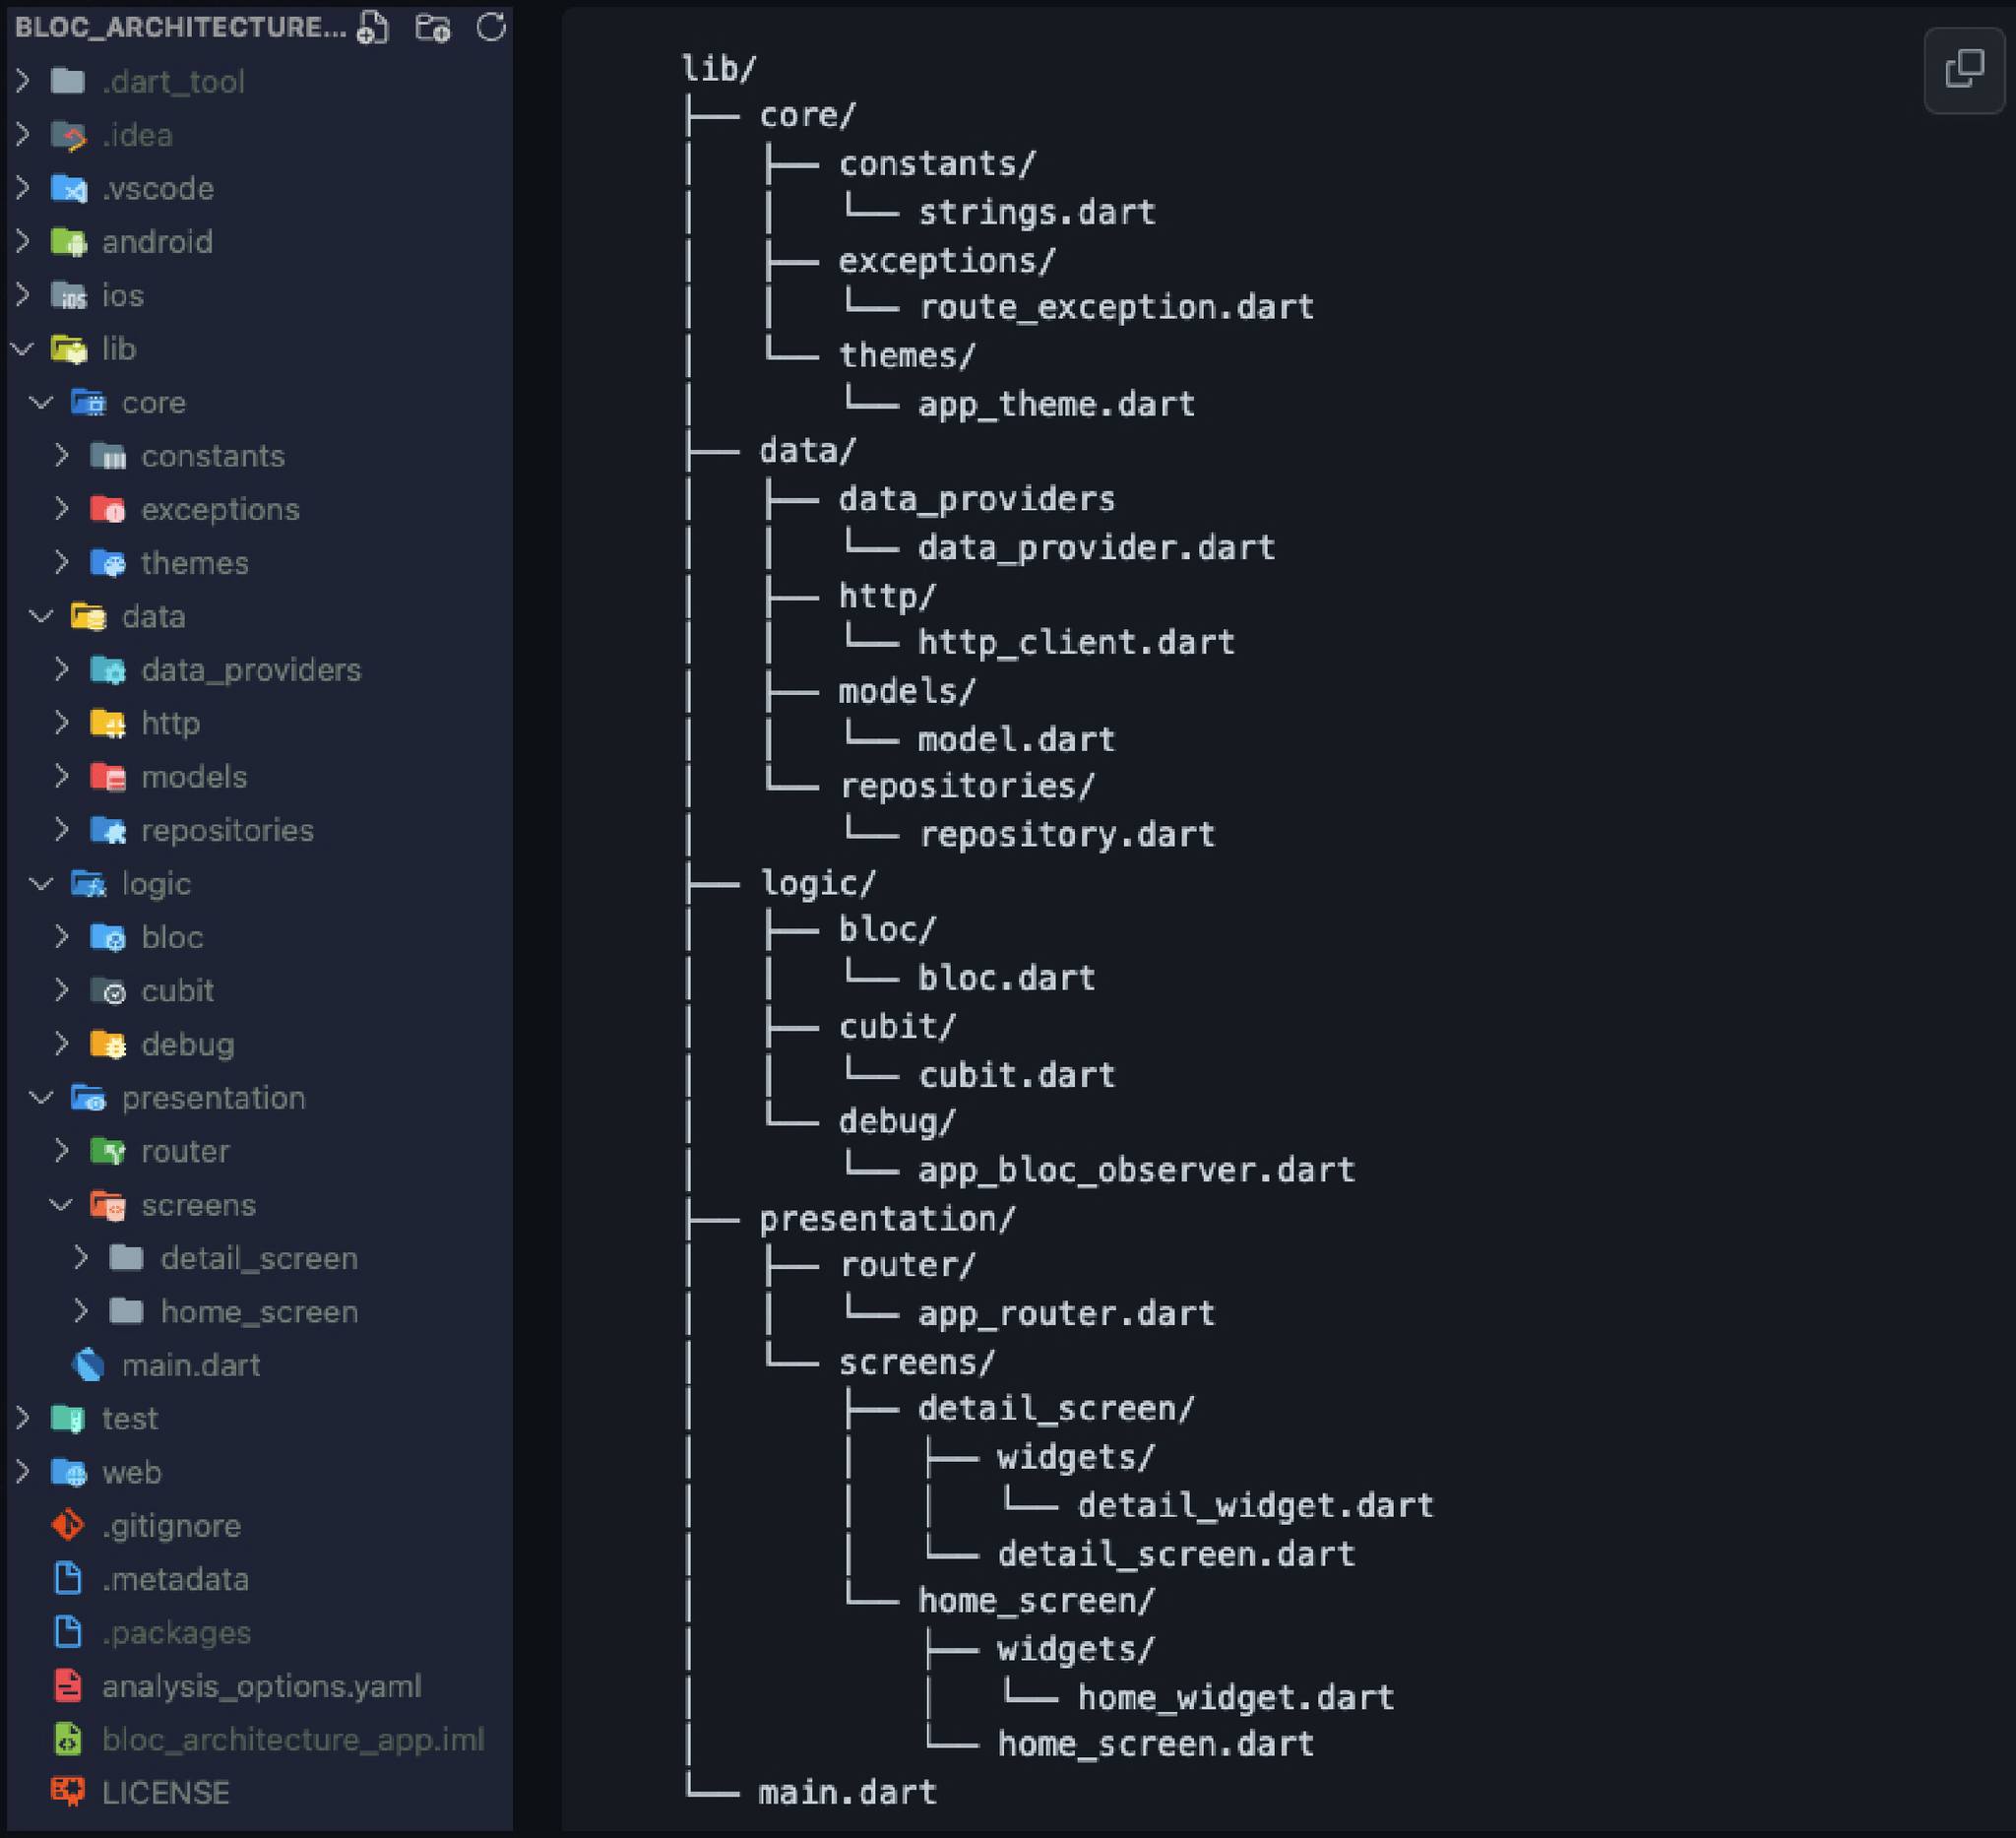 BLOC_ARCHITECTURE...
.dart_tool
.idea
.vscode
android
ios
lib
core
constants
exceptions
themes
data
data_providers
http
models
repositories
logic
bloc
cubit
debug
presentation
router
screens
detail_screen
home_screen
main.dart
test
web
.gitignore
.metadata
.packages
analysis_options.yaml
bloc_architecture_app.iml
LICENSE
lib/
├── core/
│   ├── constants/
│   │   └── strings.dart
│   ├── exceptions/
│   │   └── route_exception.dart
│   └── themes/
│       └── app_theme.dart
├── data/
│   ├── data_providers
│   │   └── data_provider.dart
│   ├── http/
│   │   └── http_client.dart
│   ├── models/
│   │   └── model.dart
│   └── repositories/
│       └── repository.dart
├── logic/
│   ├── bloc/
│   │   └── bloc.dart
│   ├── cubit/
│   │   └── cubit.dart
│   └── debug/
│       └── app_bloc_observer.dart
├── presentation/
│   ├── router/
│   │   └── app_router.dart
│   └── screens/
│       ├── detail_screen/
│       │   ├── widgets/
│       │   │   └── detail_widget.dart
│       │   └── detail_screen.dart
│       └── home_screen/
│           ├── widgets/
│           │   └── home_widget.dart
│           └── home_screen.dart
└── main.dart